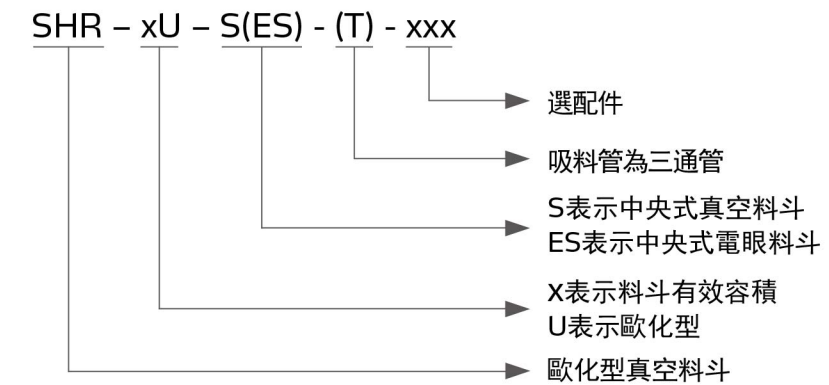 SHR – xU – S(ES) - (T) - xxx
選配件
吸料管為三通管
S表示中央式真空料斗
ES表示中央式電眼料斗
x表示料斗有效容積
U表示歐化型
歐化型真空料斗